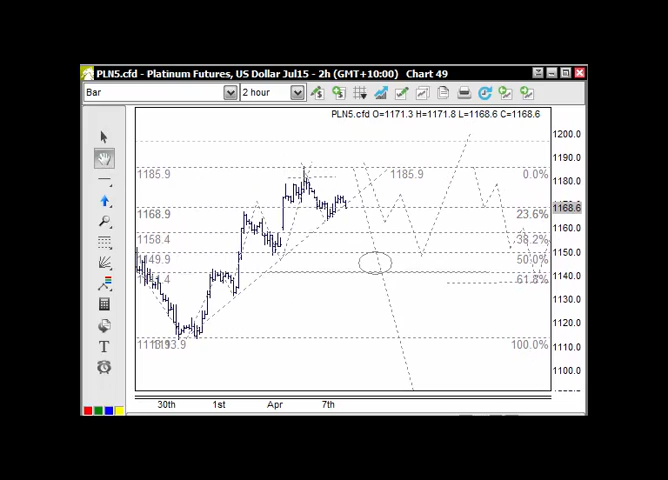 PLN5.cfd - Platinum Futures, US Dollar Jul15 - 2h (GMT+10:00) Chart 49
Bar 2 hour
PLN5.cfd O=1171.3 H=1171.8 L=1168.6 C=1168.6
1200.0
1190.0
1185.9 1185.9 0.0%
1180.0
1170.0
1168.9 23.6% 1168.6
1160.0
1158.4 38.2%
1150.0
1149.9 50.0%
1140.0
61.8%
1130.0
1120.0
100.0%
1110.0
1100.0
30th 1st Apr 7th
T